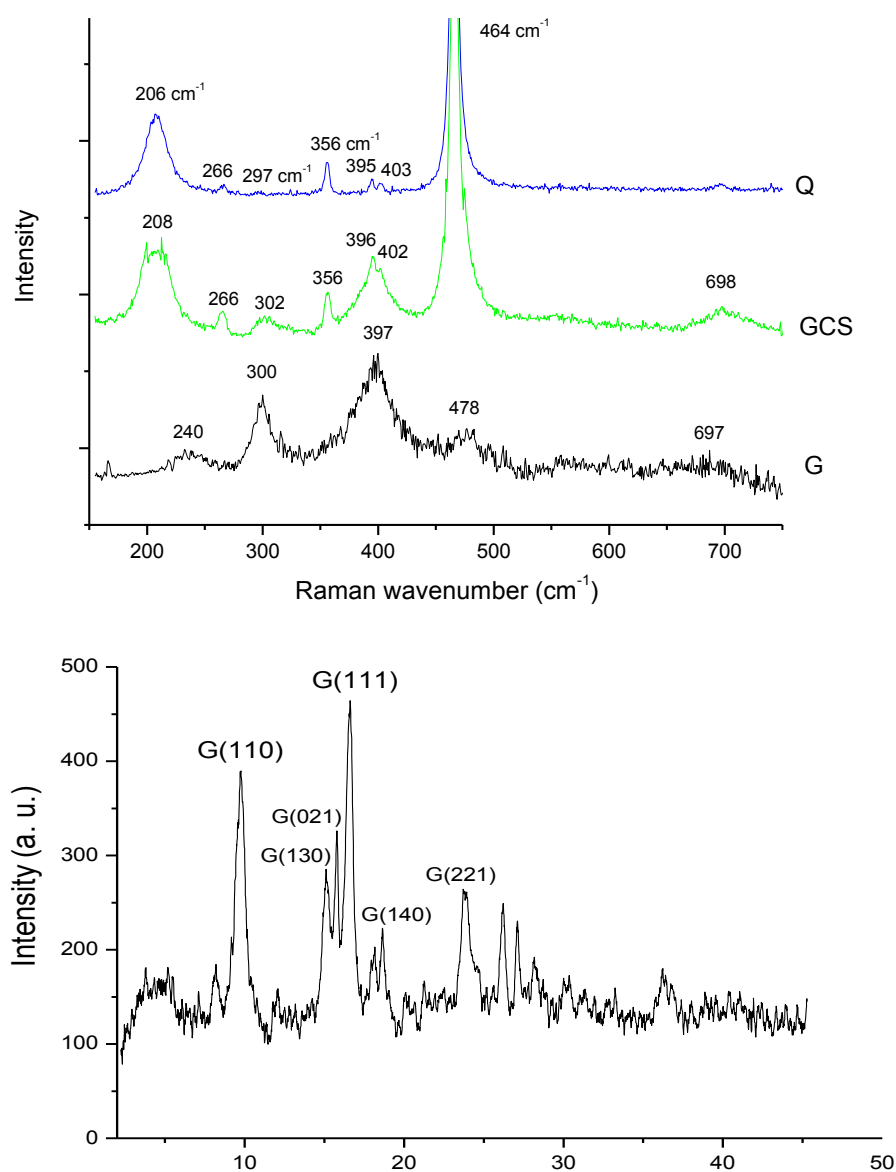 464 cm-1
206 cm-1
356 cm-1
266
297 cm-1
395
403
Q
Intensity
208
396
402
266
302
356
698
GCS
397
300
478
240
697
G
200
300
400
500
600
700
Raman wavenumber (cm-1)
500
G(111)
G(110)
400
G(021)
300
G(130)
G(221)
G(140)
Intensity (a. u.)
200
100
0
10
20
30
40
50